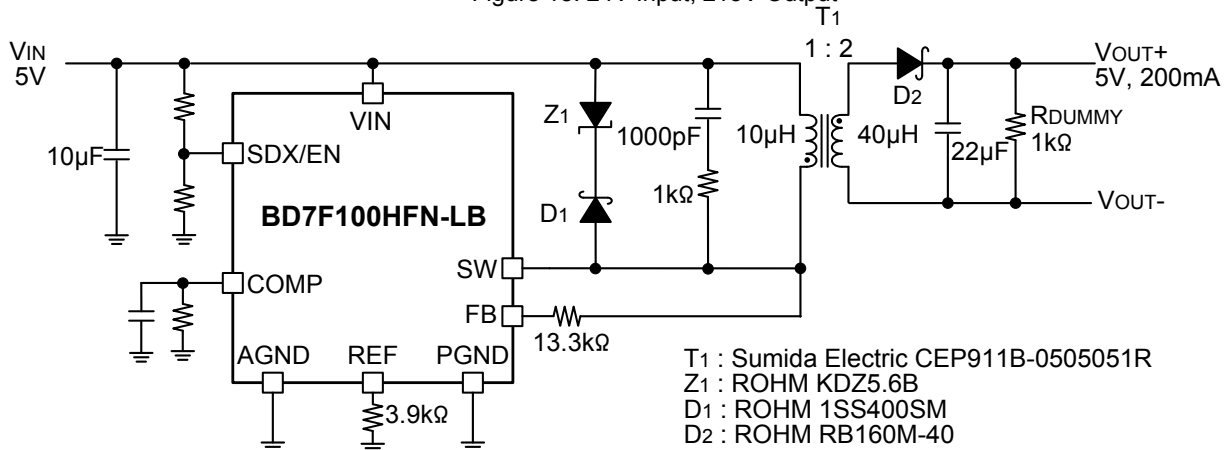 T1
1 : 2
VIN
5V
VOUT+
5V, 200mA
D2
VIN
Z1
1000pF
10µH
40µH
22µF
RDUMMY
1kΩ
10µF
SDX/EN
BD7F100HFN-LB
1kΩ
D1
VOUT-
SW
COMP
FB
13.3kΩ
AGND
REF
PGND
3.9kΩ
T1 : Sumida Electric CEP911B-0505051R
Z1 : ROHM KDZ5.6B
D1 : ROHM 1SS400SM
D2 : ROHM RB160M-40